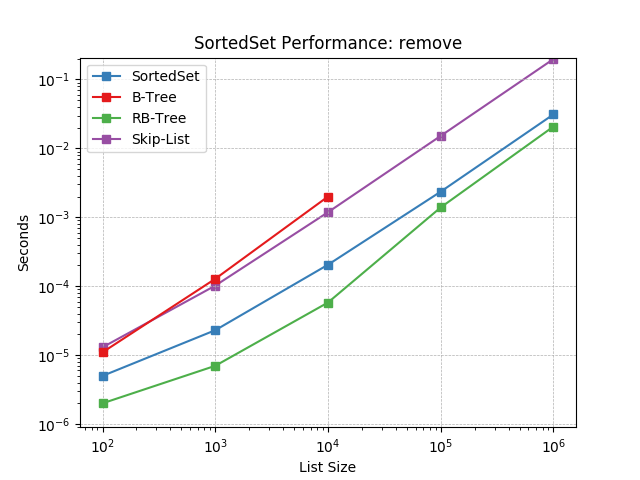 SortedSet Performance: remove
SortedSet
B-Tree
RB-Tree
Skip-List
Seconds
10⁻¹
10⁻²
10⁻³
10⁻⁴
10⁻⁵
10⁻⁶
10² 10³ 10⁴ 10⁵ 10⁶
List Size